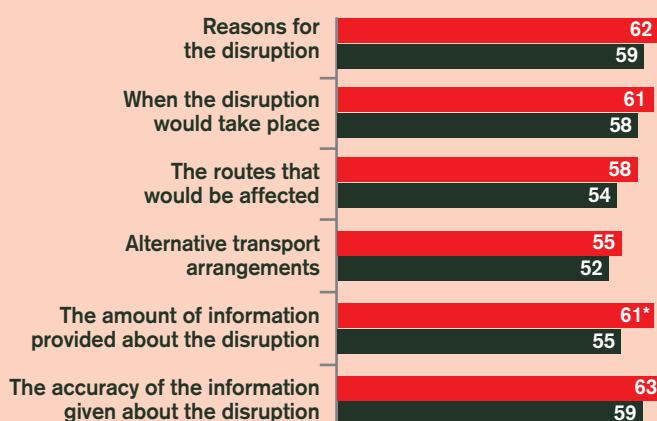 Reasons for
the disruption
62
59
When the disruption
would take place
61
58
The routes that
would be affected
58
54
Alternative transport
arrangements
55
52
The amount of information
provided about the disruption
61*
55
The accuracy of the information
given about the disruption
63
59